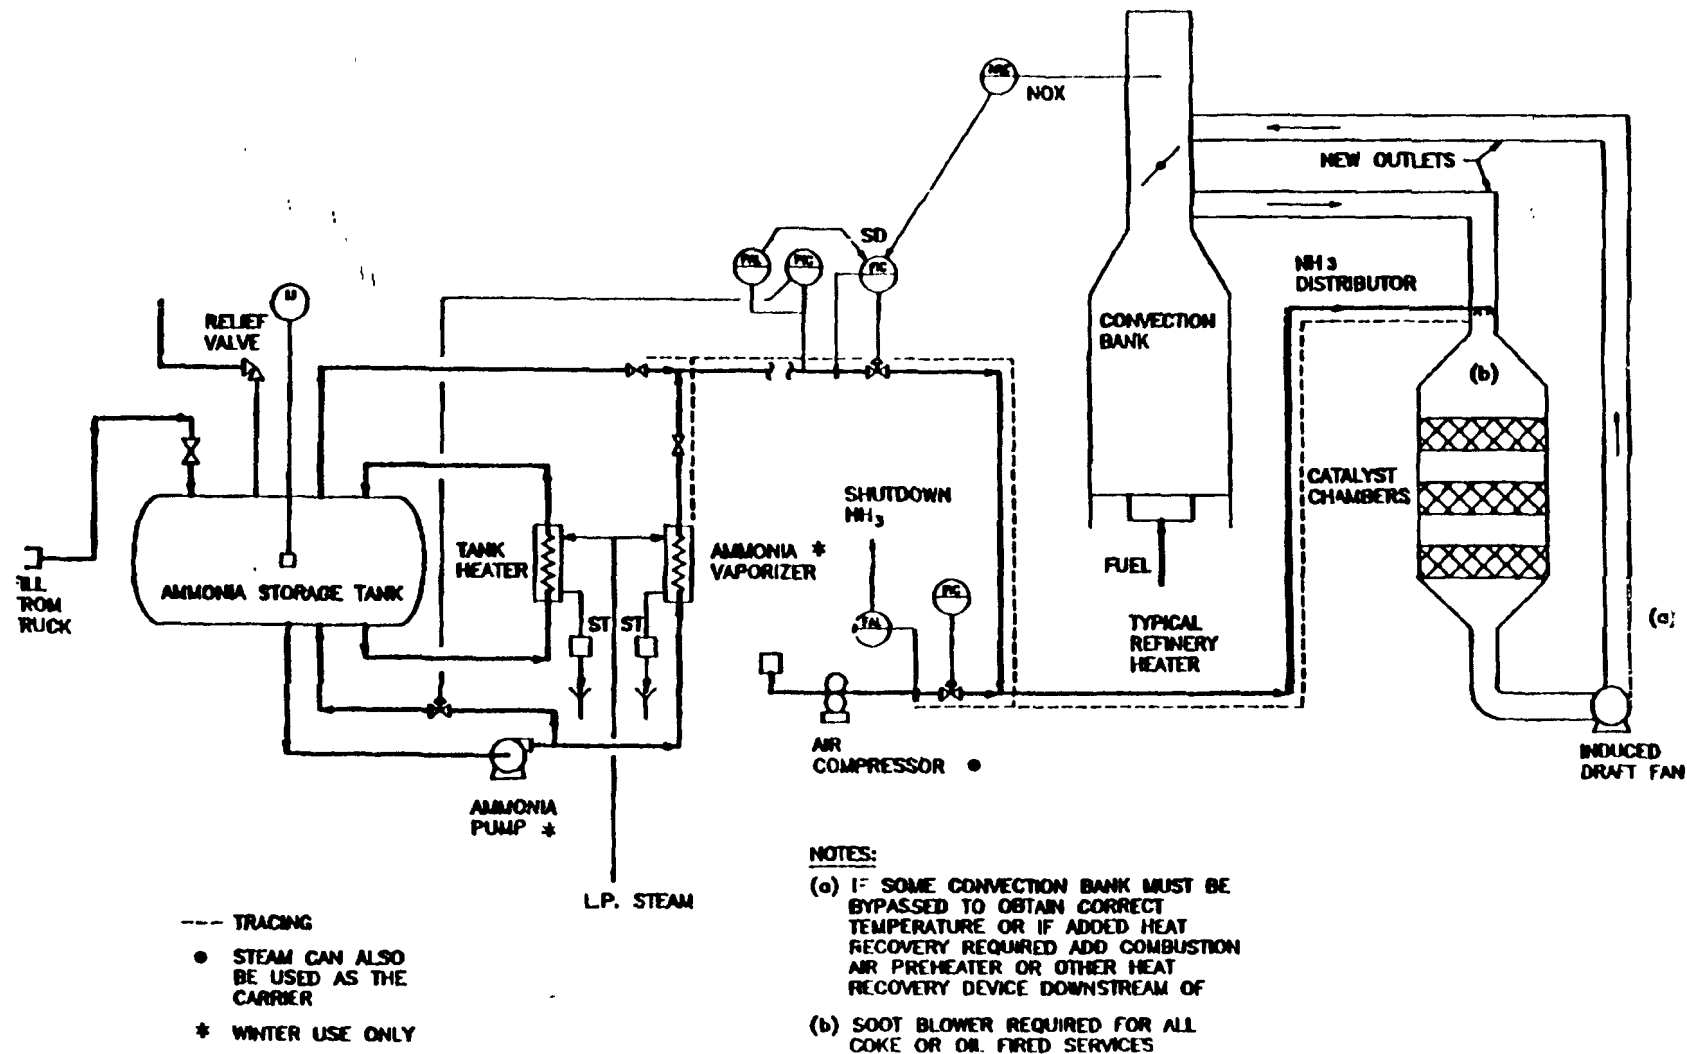 NOX
NEW OUTLETS
SD
NH3
DISTRIBUTOR
LI
RELIEF
VALVE
CONVECTION
BANK
(b)
CATALYST
CHAMBERS
SHUTDOWN
NH3
TANK
HEATER
AMMONIA *
VAPORIZER
FUEL
AMMONIA STORAGE TANK
ST
ST
FAL
TYPICAL
REFINERY
HEATER
(a)
RUCK
AIR
COMPRESSOR ●
INDUCED
DRAFT FAN
AMMONIA
PUMP *
L.P. STEAM
NOTES:
(a) IF SOME CONVECTION BANK MUST BE
BYPASSED TO OBTAIN CORRECT
TEMPERATURE OR IF ADDED HEAT
RECOVERY REQUIRED ADD COMBUSTION
AIR PREHEATER OR OTHER HEAT
RECOVERY DEVICE DOWNSTREAM OF
(b) SOOT BLOWER REQUIRED FOR ALL
COKE OR OIL FIRED SERVICES
--- TRACING
● STEAM CAN ALSO
BE USED AS THE
CARRIER
* WINTER USE ONLY